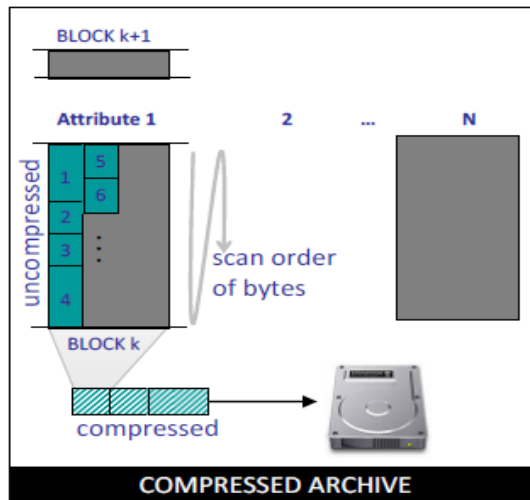 BLOCK k+1
Attribute 1 2 ... N
uncompressed
1
5
6
2
3
4
scan order
of bytes
BLOCK k
compressed
COMPRESSED ARCHIVE